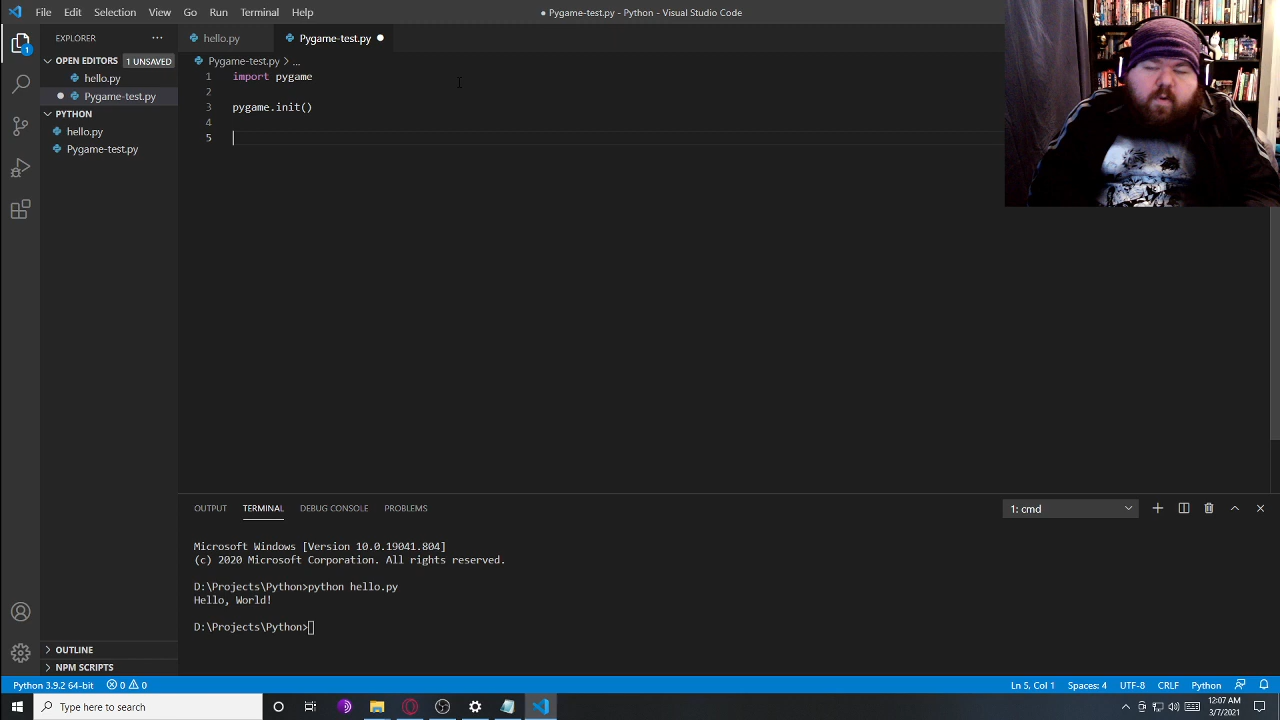 File Edit Selection View Go Run Terminal Help
● Pygame-test.py - Python - Visual Studio Code
EXPLORER ...
OPEN EDITORS 1 UNSAVED
hello.py
Pygame-test.py
PYTHON
hello.py
Pygame-test.py
OUTLINE
NPM SCRIPTS
1
hello.py Pygame-test.py
Pygame-test.py > ...
1 import pygame
2
3 pygame.init()
4
5
OUTPUT TERMINAL DEBUG CONSOLE PROBLEMS
1: cmd
Microsoft Windows [Version 10.0.19041.804]
(c) 2020 Microsoft Corporation. All rights reserved.
D:\Projects\Python>python hello.py
Hello, World!
D:\Projects\Python>
Python 3.9.2 64-bit 0 0
Ln 5, Col 1 Spaces: 4 UTF-8 CRLF Python
Type here to search
12:07 AM
3/7/2021